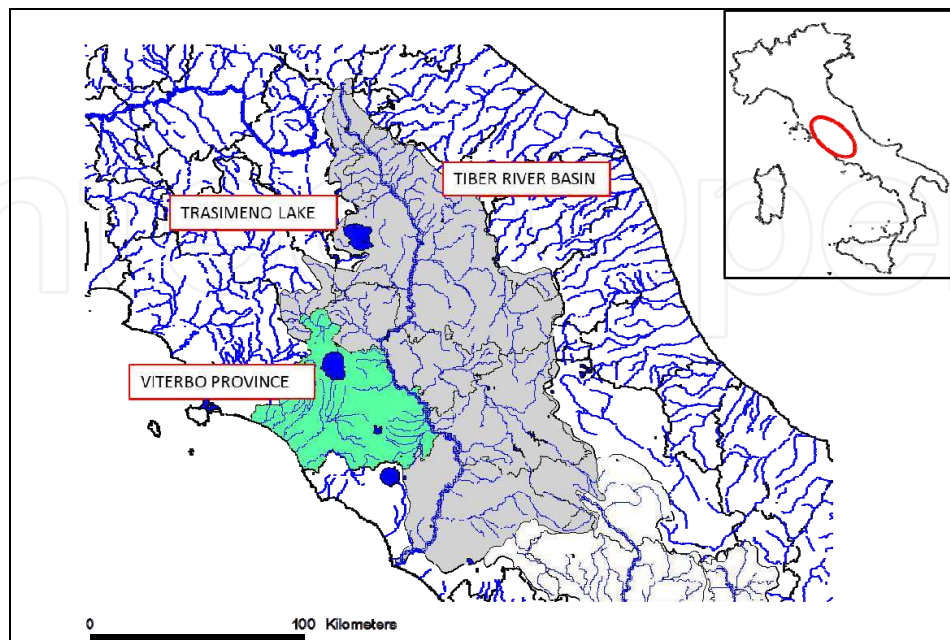 TIBER RIVER BASIN
TRASIMENO LAKE
VITERBO PROVINCE
0 100 Kilometers